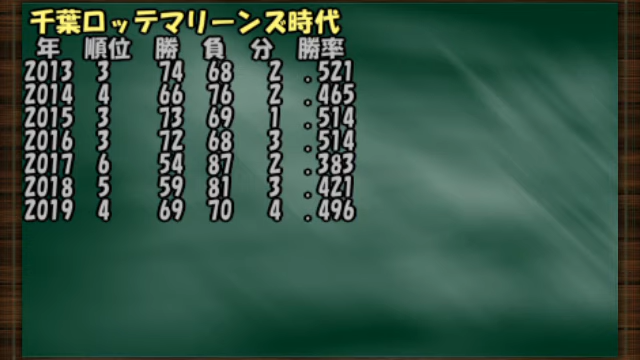 千葉ロッテマリーンズ時代
年 順位 勝 負 分 勝率
2013 3 74 68 2 .521
2014 4 66 76 2 .465
2015 3 73 69 1 .514
2016 3 72 68 3 .514
2017 6 54 87 2 .383
2018 5 59 81 3 .421
2019 4 69 70 4 .496